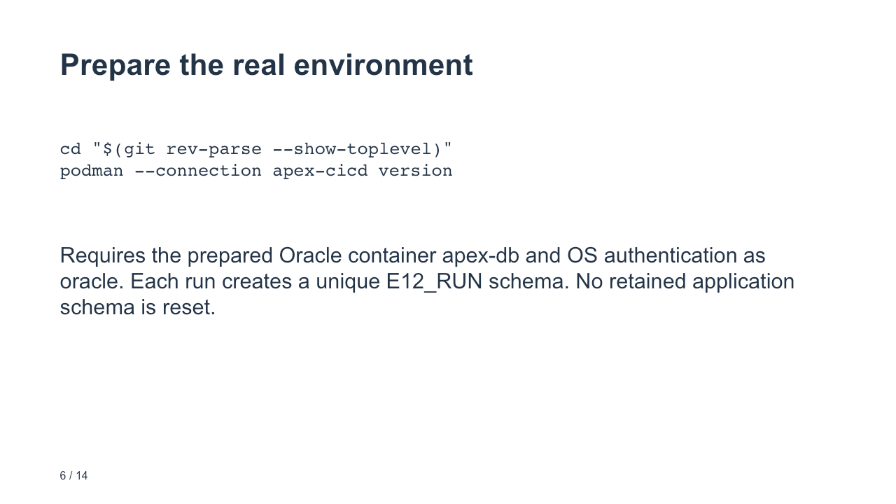 Prepare the real environment
cd "$(git rev-parse --show-toplevel)"
podman --connection apex-cicd version
Requires the prepared Oracle container apex-db and OS authentication as
oracle. Each run creates a unique E12_RUN schema. No retained application
schema is reset.
6 / 14